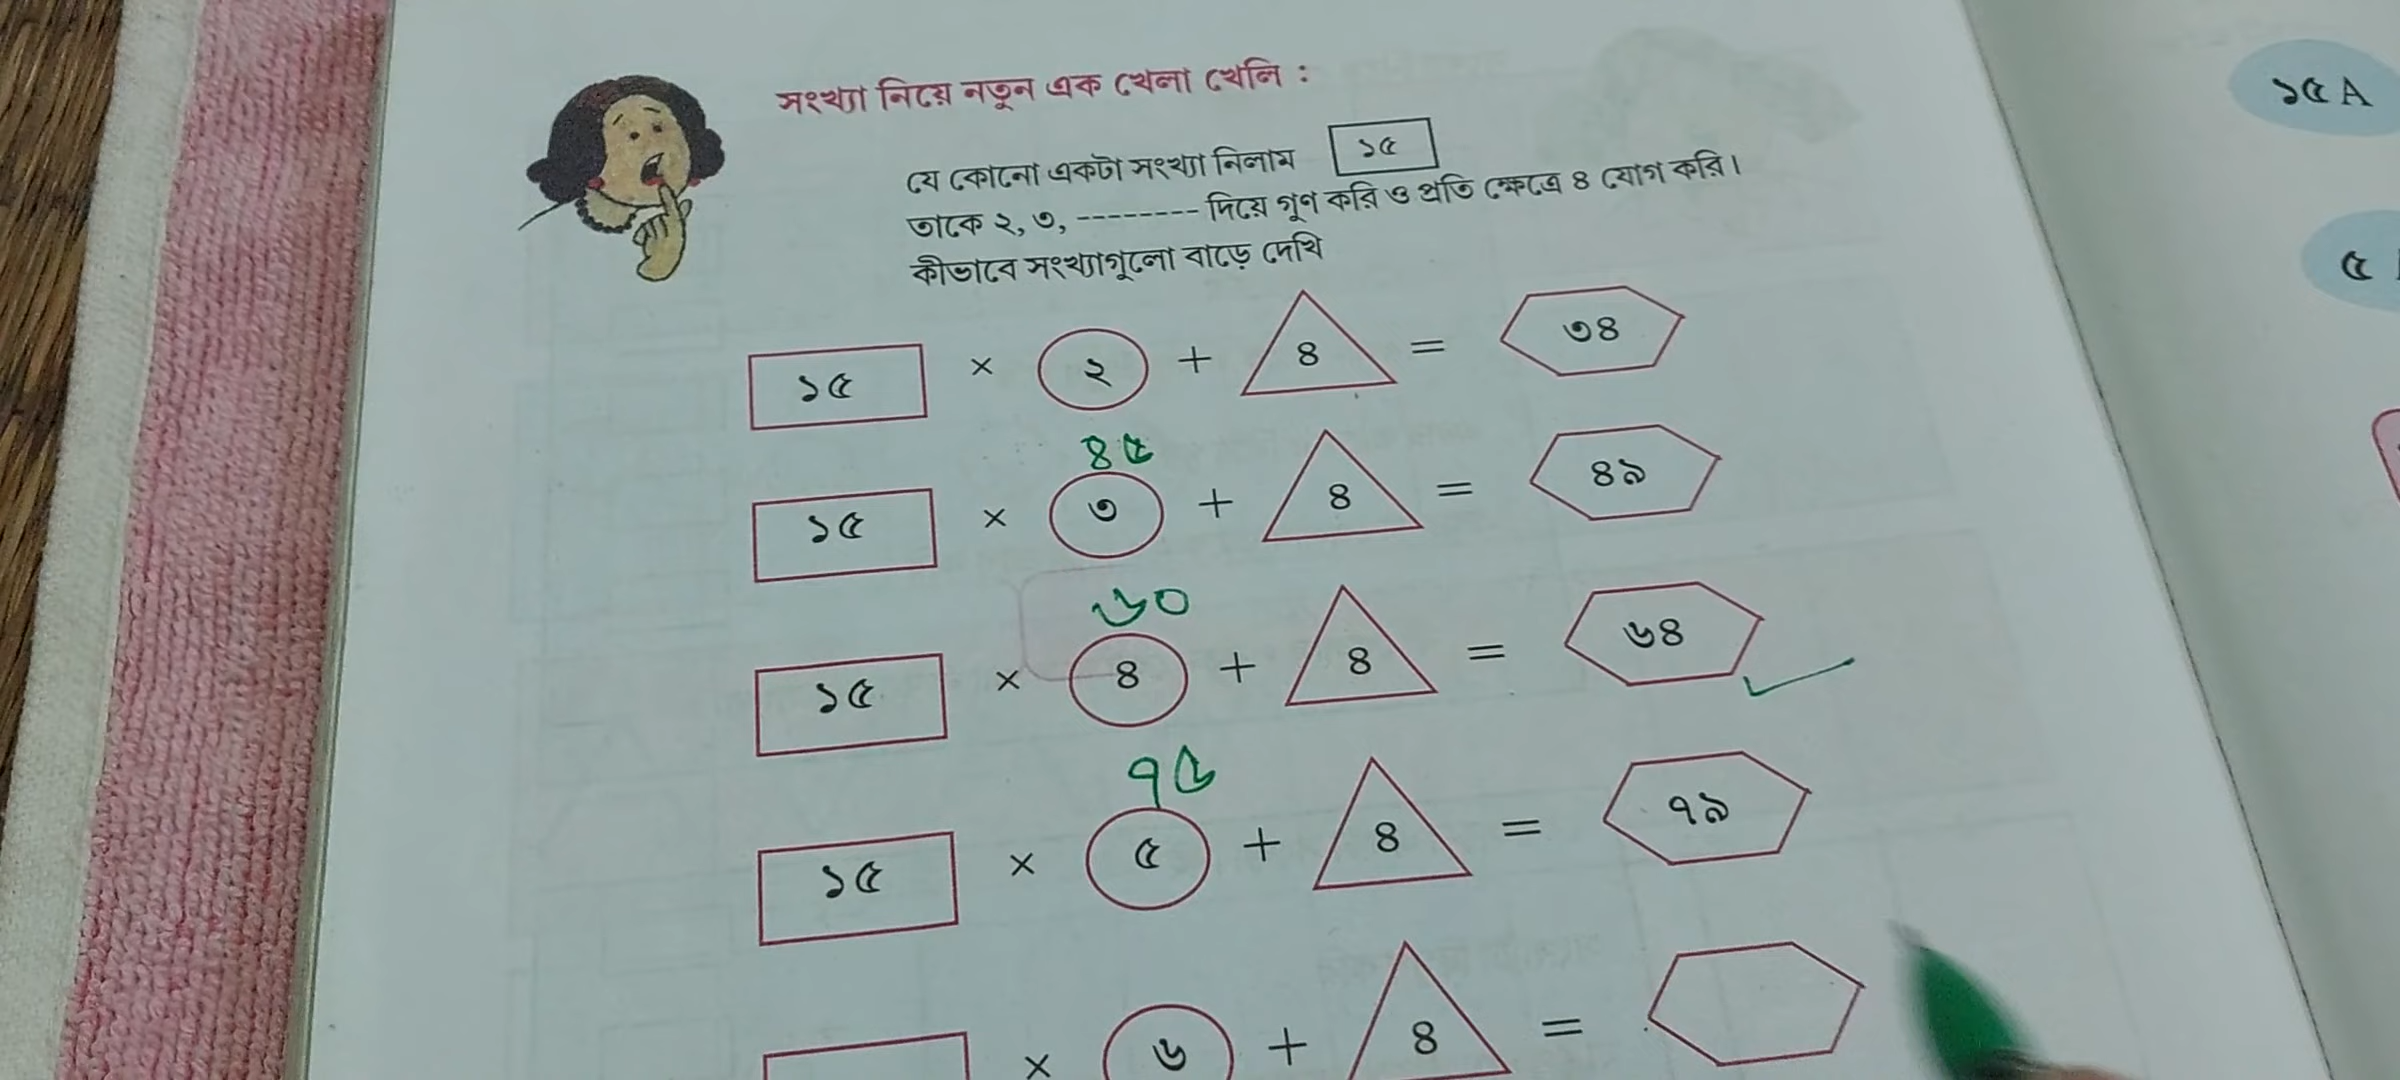 সংখ্যা নিয়ে নতুন এক খেলা খেলি :
যে কোনো একটা সংখ্যা নিলাম ১৫
তাকে ২, ৩, -------- দিয়ে গুণ করি ও প্রতি ক্ষেত্রে ৪ যোগ করি।
কীভাবে সংখ্যাগুলো বাড়ে দেখি
১৫ × ২ + ৪ = ৩৪
৪৫
১৫ × ৩ + ৪ = ৪৯
৬০
১৫ × ৪ + ৪ = ৬৪
৭৫
১৫ × ৫ + ৪ = ৭৯
× ৬ + ৪ =
১৫ A
৫